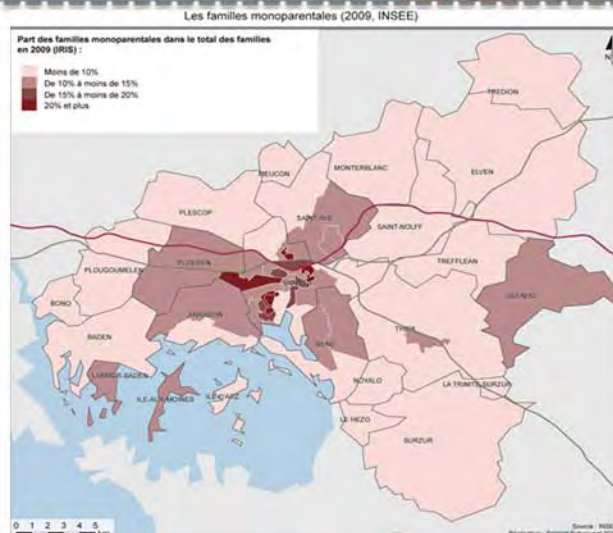 Les familles monoparentales (2009, INSEE)
Part des familles monoparentales dans le total des familles
en 2009 (IRIS) :
Moins de 10%
De 10% à moins de 15%
De 15% à moins de 20%
20% et plus
N
TREDION
MEUCON
MONTERBLANC
ELVEN
PLESCOP
SAINT-AVE
SAINT-NOLFF
PLOEREN
TREFFLEAN
PLOUGOUMELEN
SULNIAC
BONO
ARRADON
BADEN
SENE
THEIX
LARMOR-BADEN
NOYALO
LA TRINITE-SURZUR
ILE-AUX-MOINES
ILE-D'ARZ
LE HEZO
SURZUR
0 1 2 3 4 5
Source : INSEE